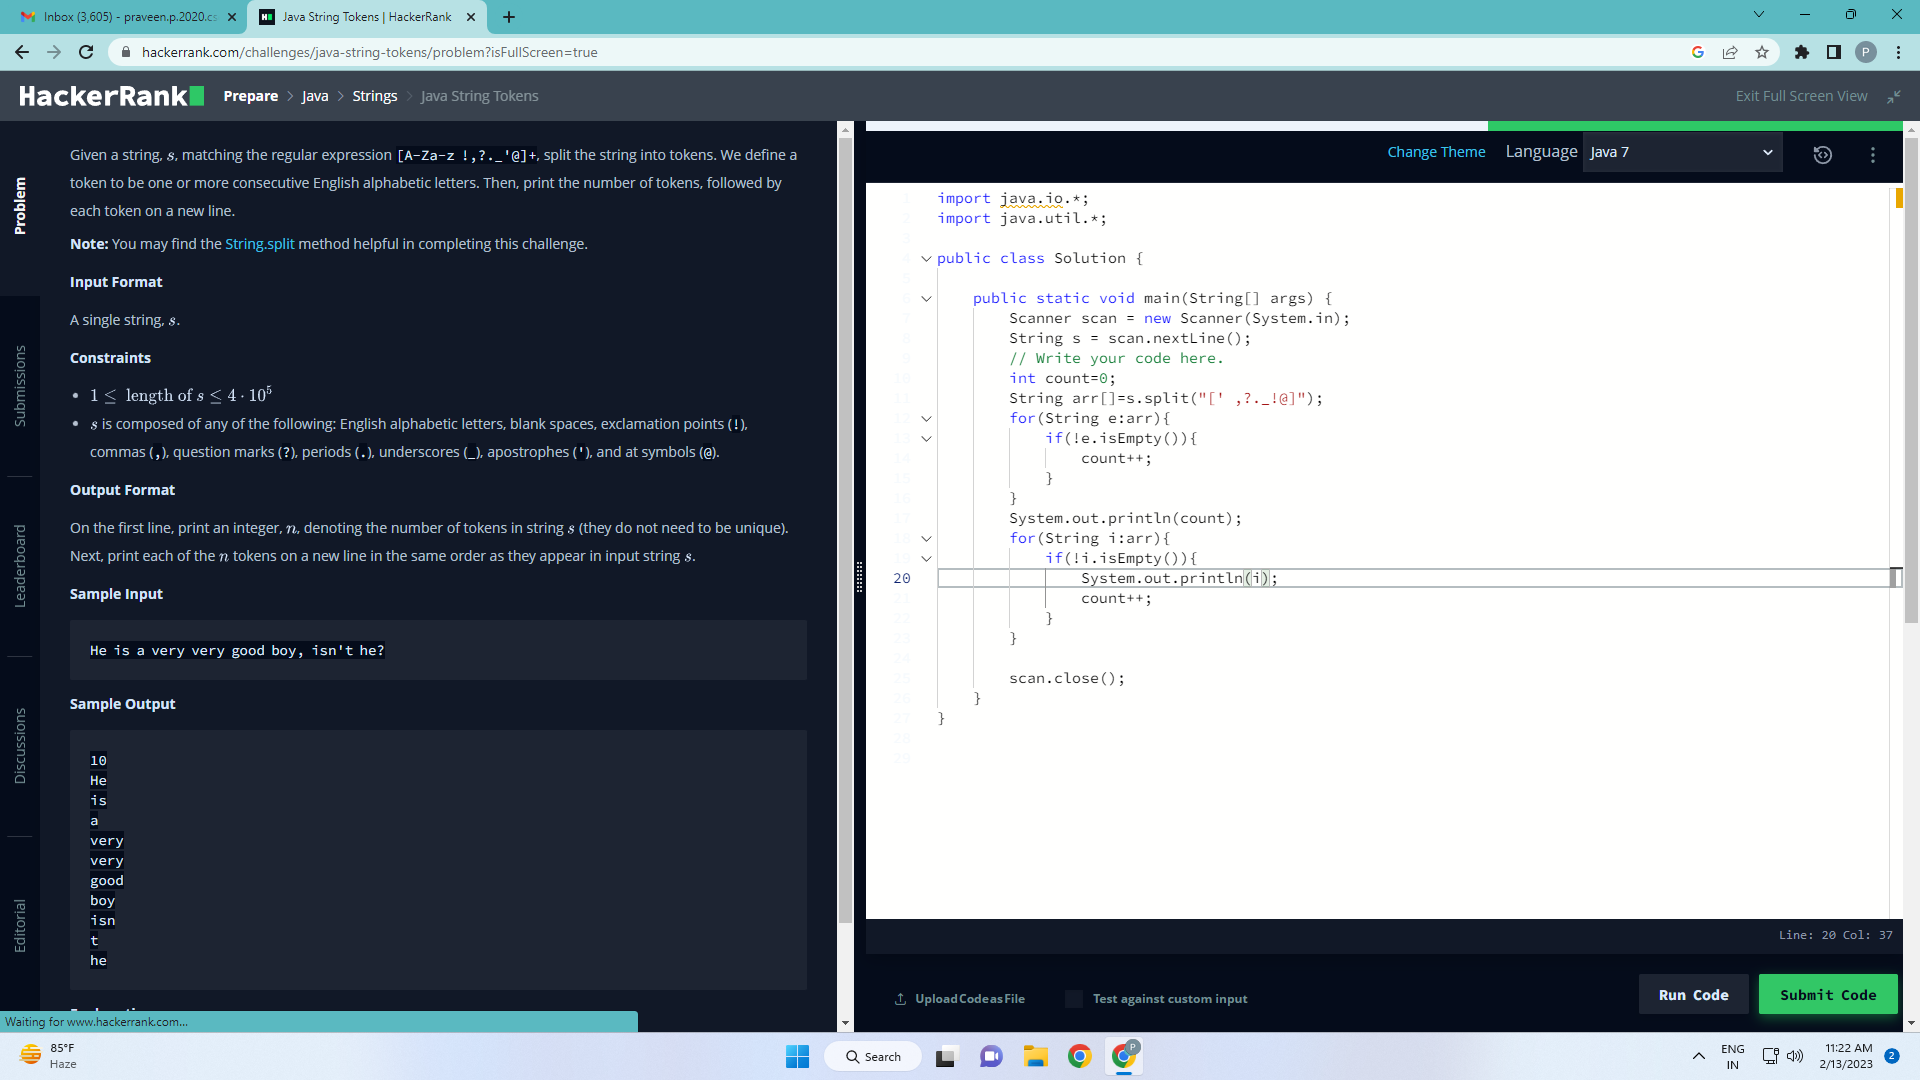 Inbox (3,605) - praveen.p.2020.cs
Java String Tokens | HackerRank
hackerrank.com/challenges/java-string-tokens/problem?isFullScreen=true
P
HackerRank
Prepare > Java > Strings > Java String Tokens
Exit Full Screen View
Problem
Submissions
Leaderboard
Discussions
Editorial
Given a string, s, matching the regular expression [A-Za-z !,?._'@]+, split the string into tokens. We define a
token to be one or more consecutive English alphabetic letters. Then, print the number of tokens, followed by
each token on a new line.
Note: You may find the String.split method helpful in completing this challenge.
Input Format
A single string, s.
Constraints
• 1 ≤ length of s ≤ 4 · 10⁵
• s is composed of any of the following: English alphabetic letters, blank spaces, exclamation points (!),
commas (,), question marks (?), periods (.), underscores (_), apostrophes ('), and at symbols (@).
Output Format
On the first line, print an integer, n, denoting the number of tokens in string s (they do not need to be unique).
Next, print each of the n tokens on a new line in the same order as they appear in input string s.
Sample Input
He is a very very good boy, isn't he?
Sample Output
10
He
is
a
very
very
good
boy
isn
t
he
Waiting for www.hackerrank.com...
Change Theme
Language
Java 7
1 import java.io.*;
2 import java.util.*;
3
4 public class Solution {
5
6 public static void main(String[] args) {
7 Scanner scan = new Scanner(System.in);
8 String s = scan.nextLine();
9 // Write your code here.
10 int count=0;
11 String arr[]=s.split("[' ,?._!@]");
12 for(String e:arr){
13 if(!e.isEmpty()){
14 count++;
15 }
16 }
17 System.out.println(count);
18 for(String i:arr){
19 if(!i.isEmpty()){
20 System.out.println(i);
21 count++;
22 }
23 }
24
25 scan.close();
26 }
27 }
28
29
Line: 20 Col: 37
Upload Code as File
Test against custom input
Run Code
Submit Code
85°F
Haze
Search
P
ENG
IN
11:22 AM
2/13/2023
2